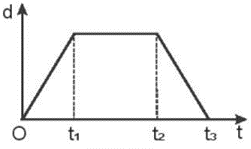 d
O t₁ t₂ t₃ t